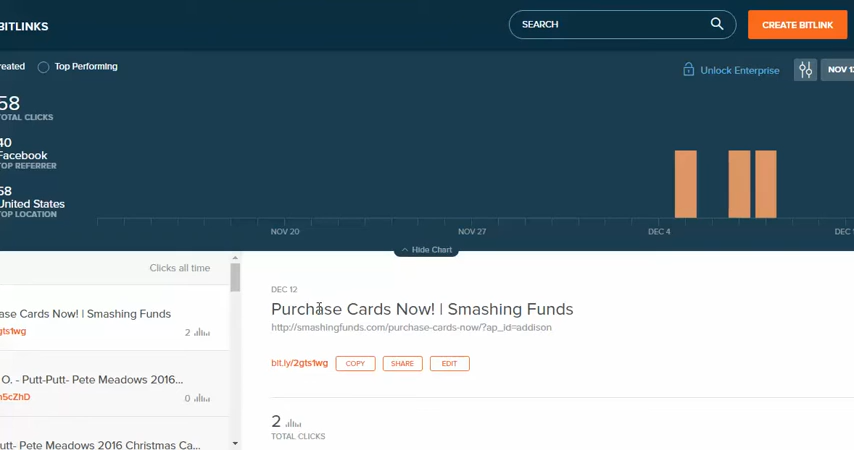 BITLINKS
SEARCH
CREATE BITLINK
reated
Top Performing
Unlock Enterprise
NOV 13
58
TOTAL CLICKS
40
Facebook
TOP REFERRER
58
United States
TOP LOCATION
NOV 20
NOV 27
DEC 4
DEC
Hide Chart
Clicks all time
ase Cards Now! | Smashing Funds
gts1wg
2
O. - Putt-Putt- Pete Meadows 2016...
n5cZhD
0
utt- Pete Meadows 2016 Christmas Ca...
DEC 12
Purchase Cards Now! | Smashing Funds
http://smashingfunds.com/purchase-cards-now/?ap_id=addison
bit.ly/2gts1wg
COPY
SHARE
EDIT
2
TOTAL CLICKS